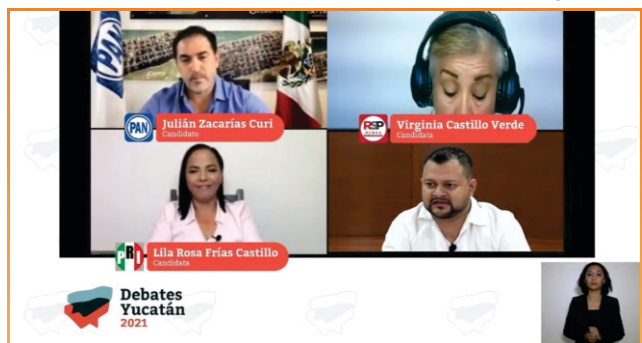 PAN
PAN
Julián Zacarías Curi
Candidato
RSP
Virginia Castillo Verde
Candidata
PRI
Lila Rosa Frías Castillo
Candidata
Debates
Yucatán
2021